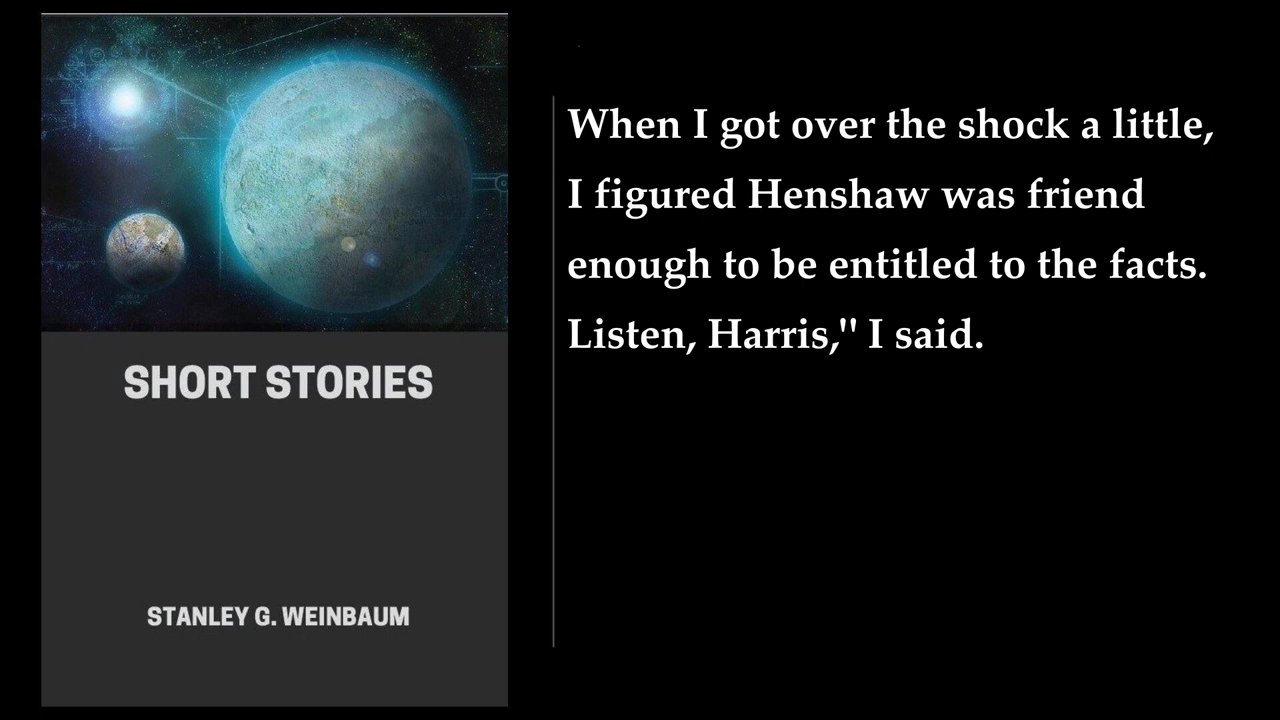 SHORT STORIES
STANLEY G. WEINBAUM
When I got over the shock a little,
I figured Henshaw was friend
enough to be entitled to the facts.
Listen, Harris," I said.